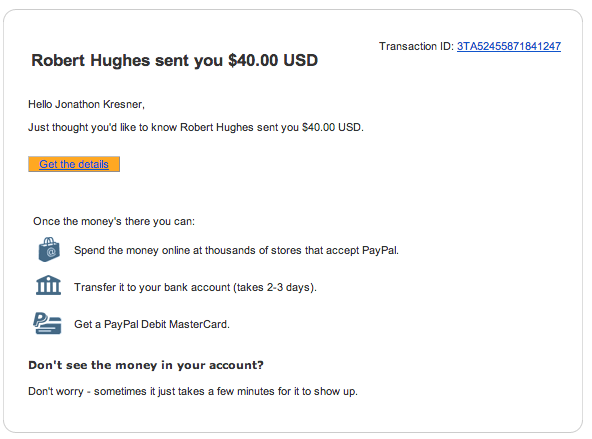 Transaction ID: 3TA52455871841247
Robert Hughes sent you $40.00 USD
Hello Jonathon Kresner,
Just thought you'd like to know Robert Hughes sent you $40.00 USD.
Get the details
Once the money's there you can:
Spend the money online at thousands of stores that accept PayPal.
Transfer it to your bank account (takes 2-3 days).
Get a PayPal Debit MasterCard.
Don't see the money in your account?
Don't worry - sometimes it just takes a few minutes for it to show up.